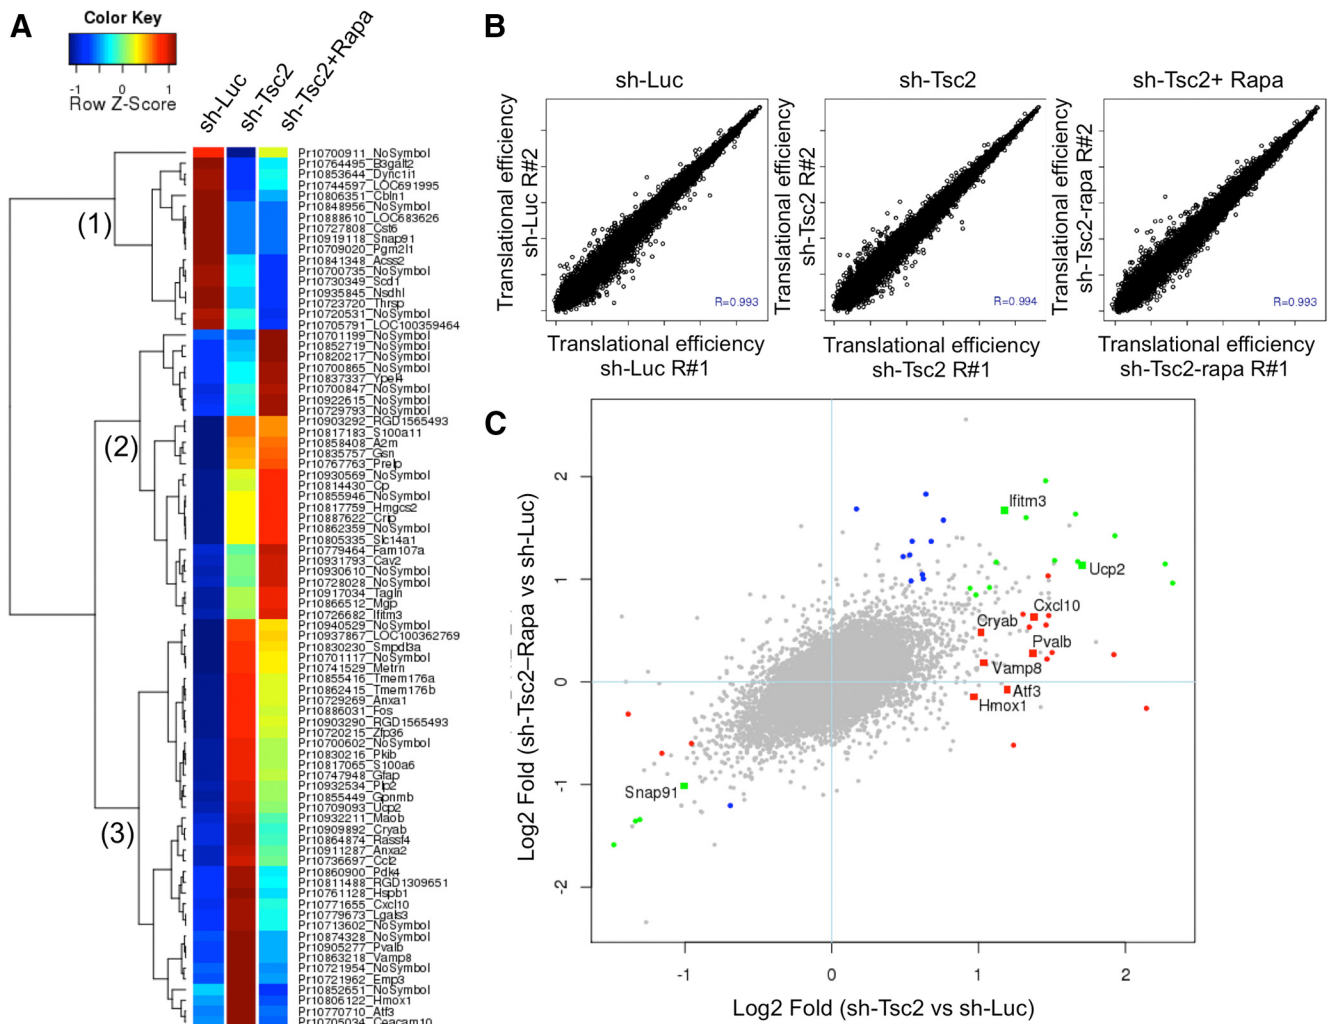 A
Color Key
-1 0 1
Row Z-Score
sh-Luc
sh-Tsc2
sh-Tsc2+Rapa
(1)
(2)
(3)
Pr10700911_NoSymbol
Pr10764495_B3galt2
Pr10853644_Dync1i1
Pr10744597_LOC691995
Pr10806351_Cbln1
Pr10848956_NoSymbol
Pr10888610_LOC683626
Pr10727808_Cst6
Pr10919118_Snap91
Pr10709020_Pgm2l1
Pr10841348_Acss2
Pr10700735_NoSymbol
Pr10730349_Scd1
Pr10935845_Nsdhl
Pr10723720_Thrsp
Pr10720531_NoSymbol
Pr10705791_LOC100359464
Pr10701199_NoSymbol
Pr10852719_NoSymbol
Pr10820217_NoSymbol
Pr10700865_NoSymbol
Pr10837337_Ypel4
Pr10700847_NoSymbol
Pr10922615_NoSymbol
Pr10729793_NoSymbol
Pr10903292_RGD1565493
Pr10817183_S100a11
Pr10858408_A2m
Pr10835757_Gsn
Pr10767763_Prelp
Pr10930569_NoSymbol
Pr10814430_Cp
Pr10855946_NoSymbol
Pr10817759_Hmgcs2
Pr10887622_Crip
Pr10862359_NoSymbol
Pr10805335_Slc14a1
Pr10779464_Fam107a
Pr10931793_Cav2
Pr10930610_NoSymbol
Pr10728028_NoSymbol
Pr10917034_Tagln
Pr10866512_Mgp
Pr10726682_Ifitm3
Pr10940529_NoSymbol
Pr10937867_LOC100362769
Pr10830230_Smpdl3a
Pr10701117_NoSymbol
Pr10741529_Metrn
Pr10855416_Tmem176a
Pr10862415_Tmem176b
Pr10729269_Anxa1
Pr10886031_Fos
Pr10903290_RGD1565493
Pr10720215_Zfp36
Pr10700602_NoSymbol
Pr10830216_Pkib
Pr10817065_S100a6
Pr10747948_Gfap
Pr10932534_Plp2
Pr10855449_Gpnmb
Pr10709093_Ucp2
Pr10932211_Maob
Pr10909892_Cryab
Pr10864874_Rassf4
Pr10911287_Anxa2
Pr10736697_Ccl2
Pr10860900_Pdk4
Pr10811488_RGD1309651
Pr10761128_Hspb1
Pr10771655_Cxcl10
Pr10779673_Lgals3
Pr10713602_NoSymbol
Pr10874328_NoSymbol
Pr10905277_Pvalb
Pr10863218_Vamp8
Pr10721954_NoSymbol
Pr10721962_Emp3
Pr10852651_NoSymbol
Pr10806122_Hmox1
Pr10770710_Atf3
Pr10705034_Ceacam10
B
sh-Luc
Translational efficiency
sh-Luc R#2
R=0.993
Translational efficiency
sh-Luc R#1
sh-Tsc2
Translational efficiency
sh-Tsc2 R#2
R=0.994
Translational efficiency
sh-Tsc2 R#1
sh-Tsc2+ Rapa
Translational efficiency
sh-Tsc2-rapa R#2
R=0.993
Translational efficiency
sh-Tsc2-rapa R#1
C
Log2 Fold (sh-Tsc2–Rapa vs sh-Luc)
2
1
0
-1
-2
Ifitm3
Ucp2
Cxcl10
Cryab
Pvalb
Vamp8
Atf3
Hmox1
Snap91
-1 0 1 2
Log2 Fold (sh-Tsc2 vs sh-Luc)